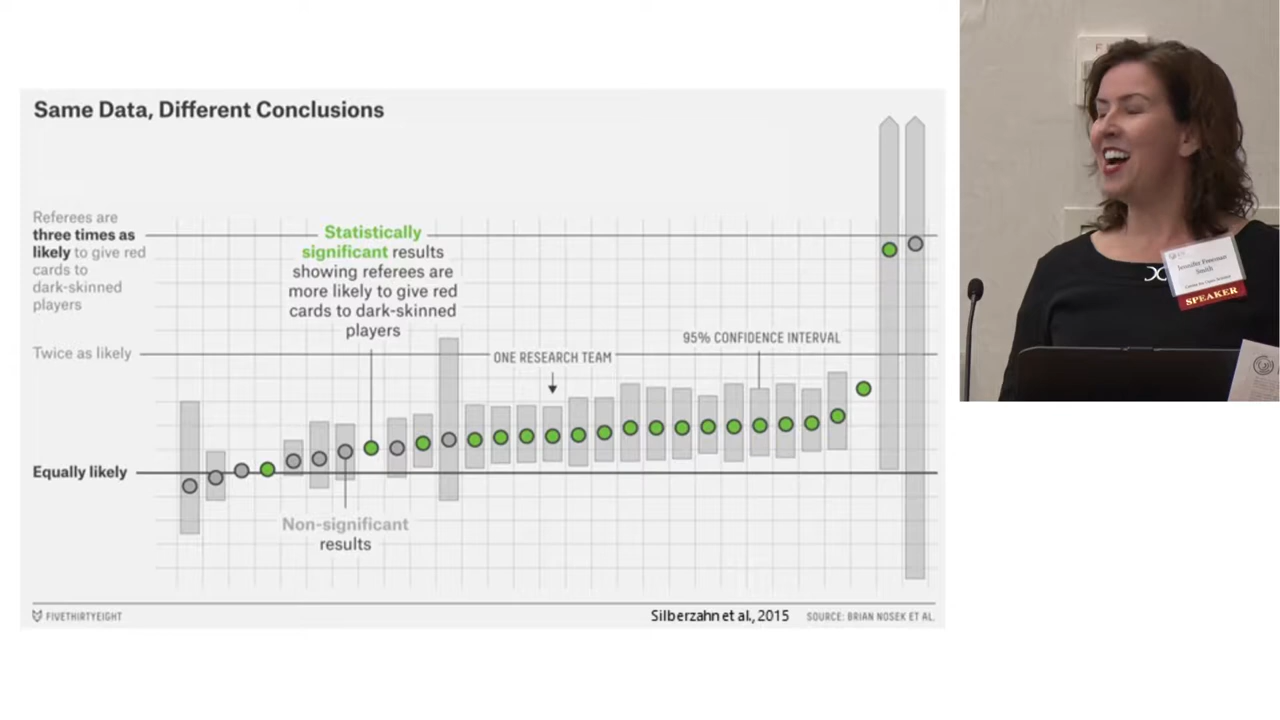 Same Data, Different Conclusions
Referees are
three times as
likely to give red
cards to
dark-skinned
players
Statistically
significant results
showing referees are
more likely to give red
cards to dark-skinned
players
Twice as likely
ONE RESEARCH TEAM
95% CONFIDENCE INTERVAL
Equally likely
Non-significant
results
FIVETHIRTYEIGHT
Silberzahn et al., 2015
SOURCE: BRIAN NOSEK ET AL.
Jennifer Freeman
Smith
SPEAKER